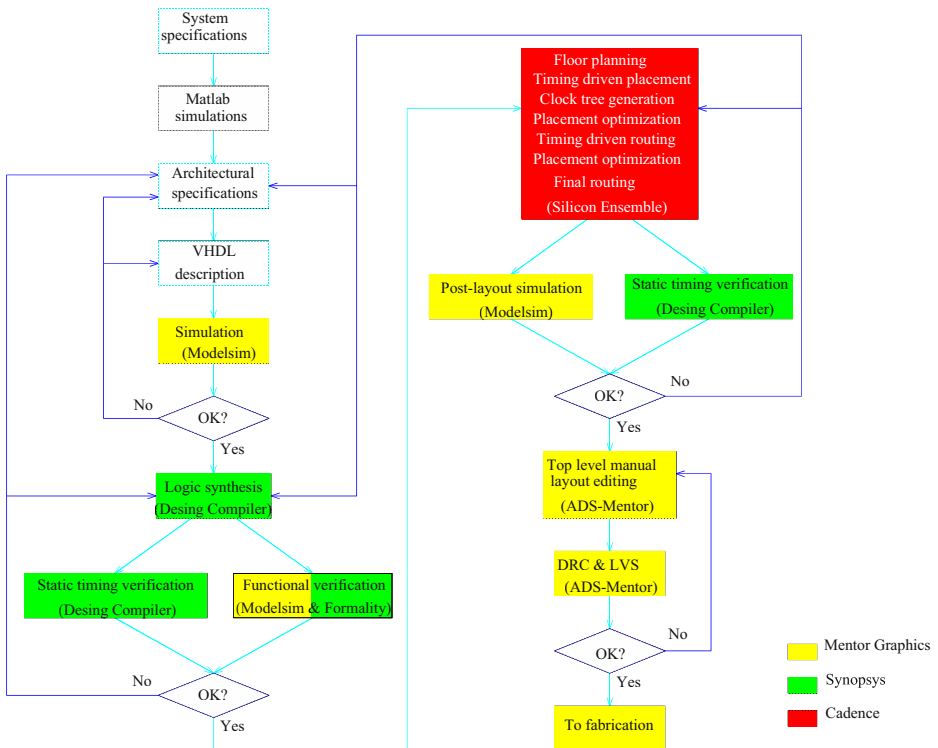 System
specifications
Matlab
simulations
Architectural
specifications
VHDL
description
Simulation
(Modelsim)
No
OK?
Yes
Logic synthesis
(Desing Compiler)
Static timing verification
(Desing Compiler)
Functional verification
(Modelsim & Formality)
No
OK?
Yes
Floor planning
Timing driven placement
Clock tree generation
Placement optimization
Timing driven routing
Placement optimization
Final routing
(Silicon Ensemble)
Post-layout simulation
(Modelsim)
Static timing verification
(Desing Compiler)
No
OK?
Yes
Top level manual
layout editing
(ADS-Mentor)
DRC & LVS
(ADS-Mentor)
No
OK?
Yes
To fabrication
Mentor Graphics
Synopsys
Cadence